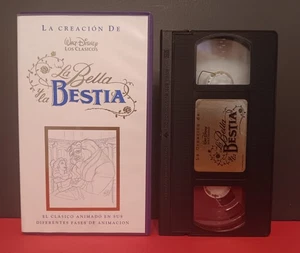 LA CREACIÓN DE
WALT DISNEY
LOS CLÁSICOS
La Bella
y la
BESTIA
EL CLÁSICO ANIMADO EN SUS
DIFERENTES FASES DE ANIMACIÓN
La Bella
y la
BESTIA